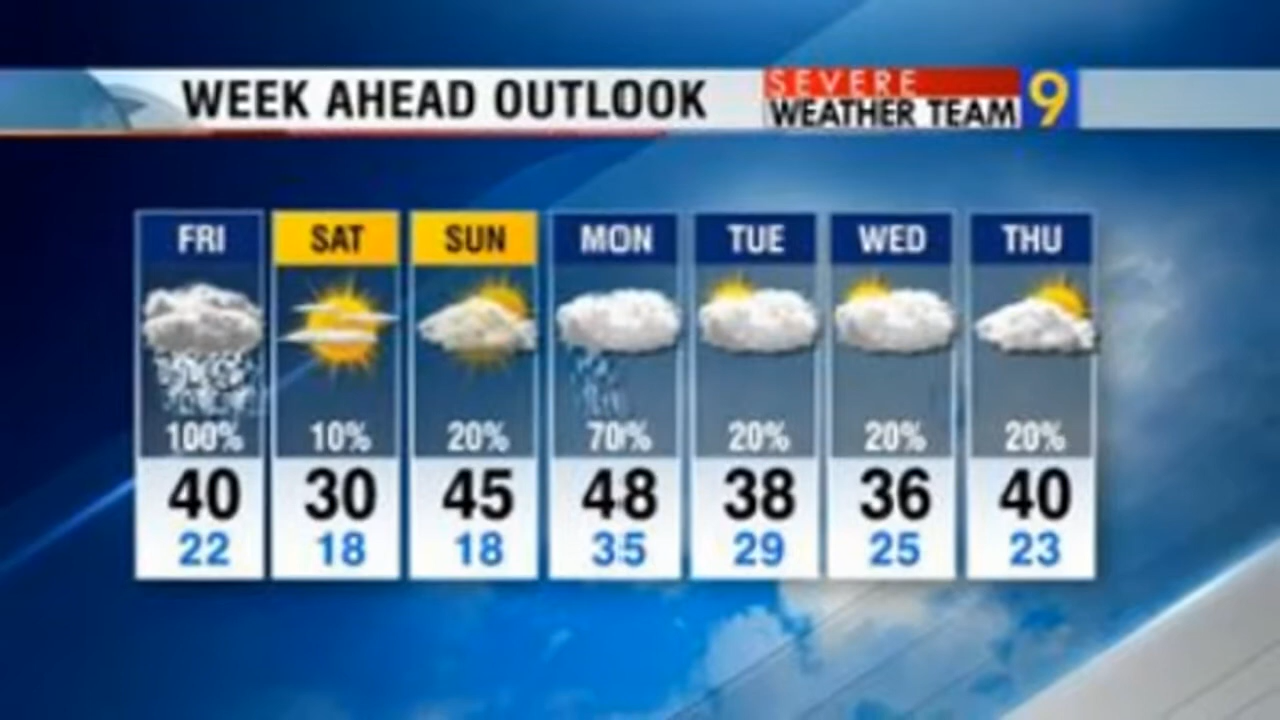 WEEK AHEAD OUTLOOK
SEVERE
WEATHER TEAM 9
FRI SAT SUN MON TUE WED THU
100% 10% 20% 70% 20% 20% 20%
40 30 45 48 38 36 40
22 18 18 35 29 25 23